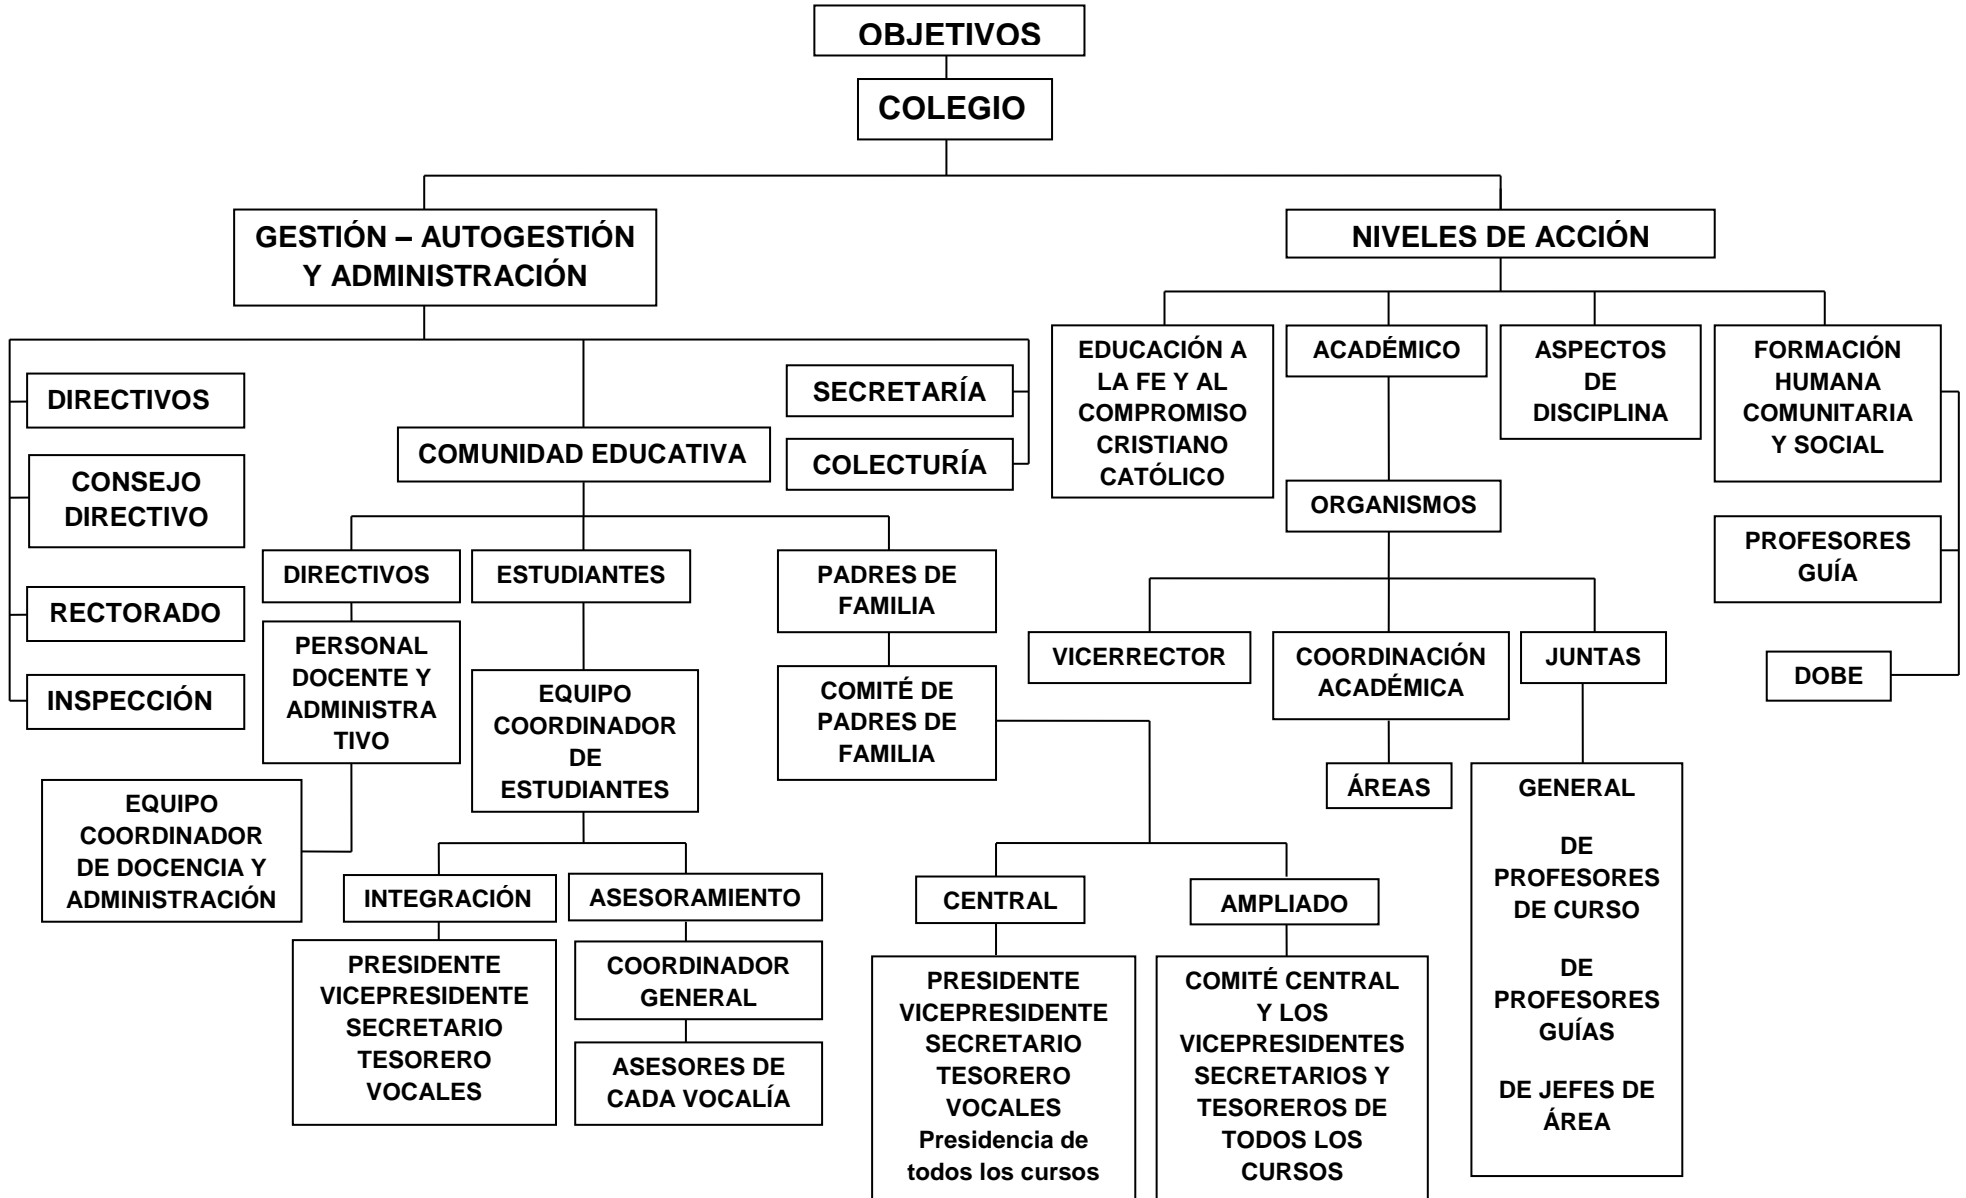 OBJETIVOS
COLEGIO
GESTIÓN – AUTOGESTIÓN
Y ADMINISTRACIÓN
NIVELES DE ACCIÓN
DIRECTIVOS
CONSEJO
DIRECTIVO
RECTORADO
INSPECCIÓN
COMUNIDAD EDUCATIVA
SECRETARÍA
COLECTURÍA
DIRECTIVOS
PERSONAL
DOCENTE Y
ADMINISTRA
TIVO
EQUIPO
COORDINADOR
DE DOCENCIA Y
ADMINISTRACIÓN
ESTUDIANTES
EQUIPO
COORDINADOR
DE
ESTUDIANTES
INTEGRACIÓN
PRESIDENTE
VICEPRESIDENTE
SECRETARIO
TESORERO
VOCALES
ASESORAMIENTO
COORDINADOR
GENERAL
ASESORES DE
CADA VOCALÍA
PADRES DE
FAMILIA
COMITÉ DE
PADRES DE
FAMILIA
CENTRAL
PRESIDENTE
VICEPRESIDENTE
SECRETARIO
TESORERO
VOCALES
Presidencia de
todos los cursos
AMPLIADO
COMITÉ CENTRAL
Y LOS
VICEPRESIDENTES
SECRETARIOS Y
TESOREROS DE
TODOS LOS
CURSOS
EDUCACIÓN A
LA FE Y AL
COMPROMISO
CRISTIANO
CATÓLICO
ACADÉMICO
ORGANISMOS
VICERRECTOR
COORDINACIÓN
ACADÉMICA
ÁREAS
JUNTAS
GENERAL
DE
PROFESORES
DE CURSO
DE
PROFESORES
GUÍAS
DE JEFES DE
ÁREA
ASPECTOS
DE
DISCIPLINA
FORMACIÓN
HUMANA
COMUNITARIA
Y SOCIAL
PROFESORES
GUÍA
DOBE